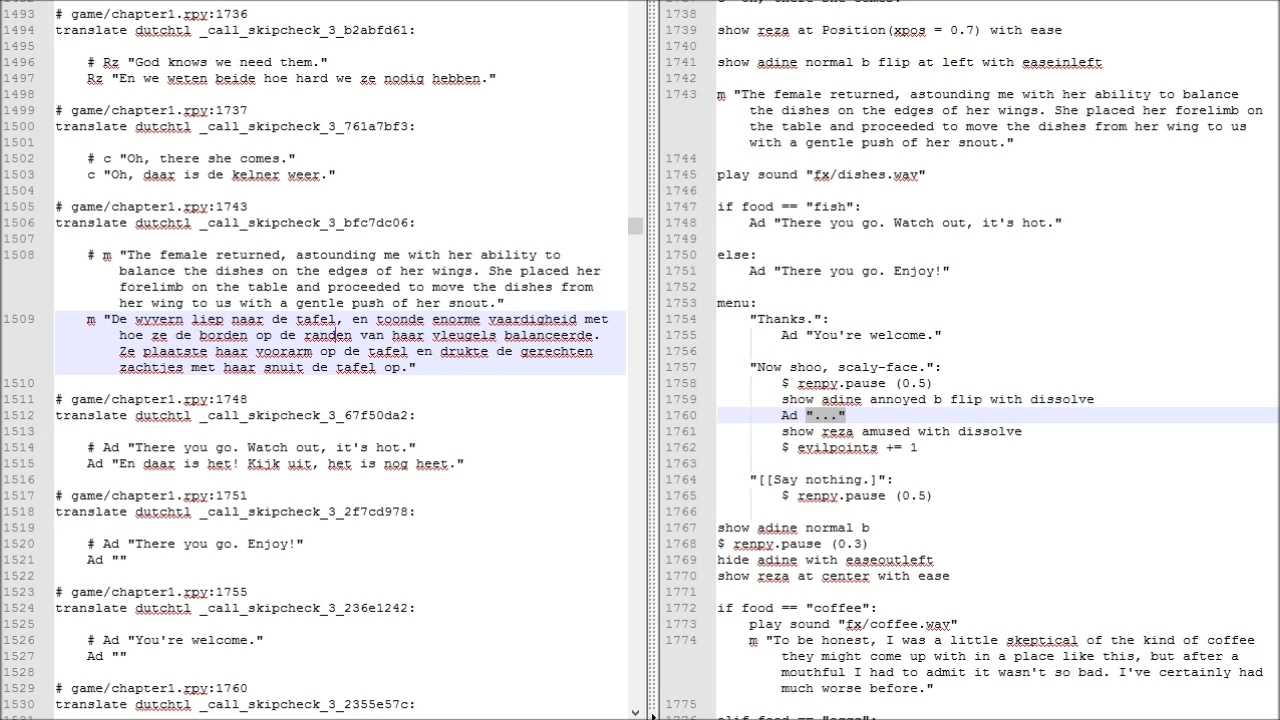 1493 # game/chapter1.rpy:1736
1494 translate dutchtl _call_skipcheck_3_b2abfd61:
1496 # Rz "God knows we need them."
1497 Rz "En we weten beide hoe hard we ze nodig hebben."
1498
1499 # game/chapter1.rpy:1737
1500 translate dutchtl _call_skipcheck_3_761a7bf3:
1501
1502 # c "Oh, there she comes."
1503 c "Oh, daar is de kelner weer."
1504
1505 # game/chapter1.rpy:1743
1506 translate dutchtl _call_skipcheck_3_bfc7dc06:
1507
1508 # m "The female returned, astounding me with her ability to
balance the dishes on the edges of her wings. She placed her
forelimb on the table and proceeded to move the dishes from
her wing to us with a gentle push of her snout."
1509 m "De wyvern liep naar de tafel, en toonde enorme vaardigheid met
hoe ze de borden op de randen van haar vleugels balanceerde.
Ze plaatste haar voorarm op de tafel en drukte de gerechten
zachtjes met haar snuit de tafel op."
1510
1511 # game/chapter1.rpy:1748
1512 translate dutchtl _call_skipcheck_3_67f50da2:
1513
1514 # Ad "There you go. Watch out, it's hot."
1515 Ad "En daar is het! Kijk uit, het is nog heet."
1516
1517 # game/chapter1.rpy:1751
1518 translate dutchtl _call_skipcheck_3_2f7cd978:
1519
1520 # Ad "There you go. Enjoy!"
1521 Ad ""
1522
1523 # game/chapter1.rpy:1755
1524 translate dutchtl _call_skipcheck_3_236e1242:
1525
1526 # Ad "You're welcome."
1527 Ad ""
1528
1529 # game/chapter1.rpy:1760
1530 translate dutchtl _call_skipcheck_3_2355e57c:
1738
1739 show reza at Position(xpos = 0.7) with ease
1740
1741 show adine normal b flip at left with easeinleft
1742
1743 m "The female returned, astounding me with her ability to balance
the dishes on the edges of her wings. She placed her forelimb on
the table and proceeded to move the dishes from her wing to us
with a gentle push of her snout."
1744
1745 play sound "fx/dishes.wav"
1746
1747 if food == "fish":
1748 Ad "There you go. Watch out, it's hot."
1749
1750 else:
1751 Ad "There you go. Enjoy!"
1752
1753 menu:
1754 "Thanks.":
1755 Ad "You're welcome."
1756
1757 "Now shoo, scaly-face.":
1758 $ renpy.pause (0.5)
1759 show adine annoyed b flip with dissolve
1760 Ad "..."
1761 show reza amused with dissolve
1762 $ evilpoints += 1
1763
1764 "[[Say nothing.]":
1765 $ renpy.pause (0.5)
1766
1767 show adine normal b
1768 $ renpy.pause (0.3)
1769 hide adine with easeoutleft
1770 show reza at center with ease
1771
1772 if food == "coffee":
1773 play sound "fx/coffee.wav"
1774 m "To be honest, I was a little skeptical of the kind of coffee
they might come up with in a place like this, but after a
mouthful I had to admit it wasn't so bad. I've certainly had
much worse before."
1775